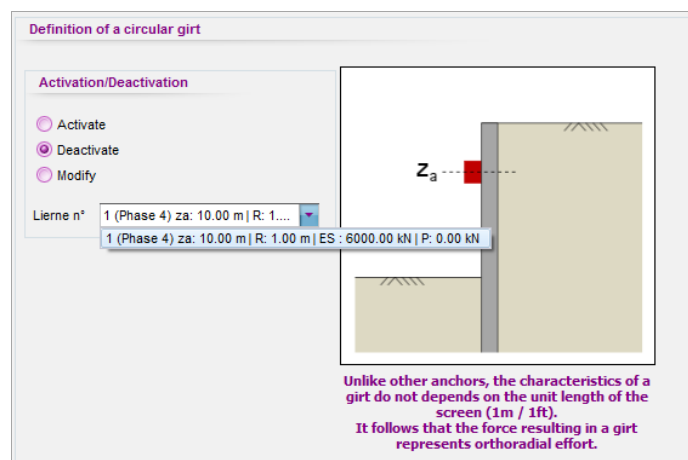 Definition of a circular girt
Activation/Deactivation
Activate
Deactivate
Modify
Lierne n° 1 (Phase 4) za: 10.00 m | R: 1....
1 (Phase 4) za: 10.00 m | R: 1.00 m | ES : 6000.00 kN | P: 0.00 kN
Za
Unlike other anchors, the characteristics of a
girt do not depends on the unit length of the
screen (1m / 1ft).
It follows that the force resulting in a girt
represents orthoradial effort.